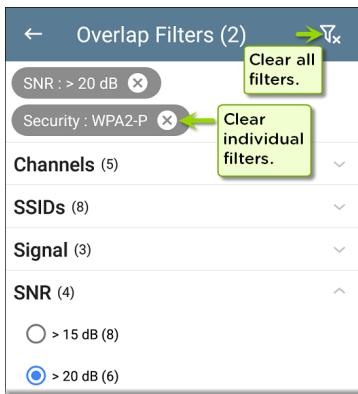 Overlap Filters (2)
Clear all
filters.
SNR : > 20 dB
Security : WPA2-P
Clear
individual
filters.
Channels (5)
SSIDs (8)
Signal (3)
SNR (4)
> 15 dB (8)
> 20 dB (6)